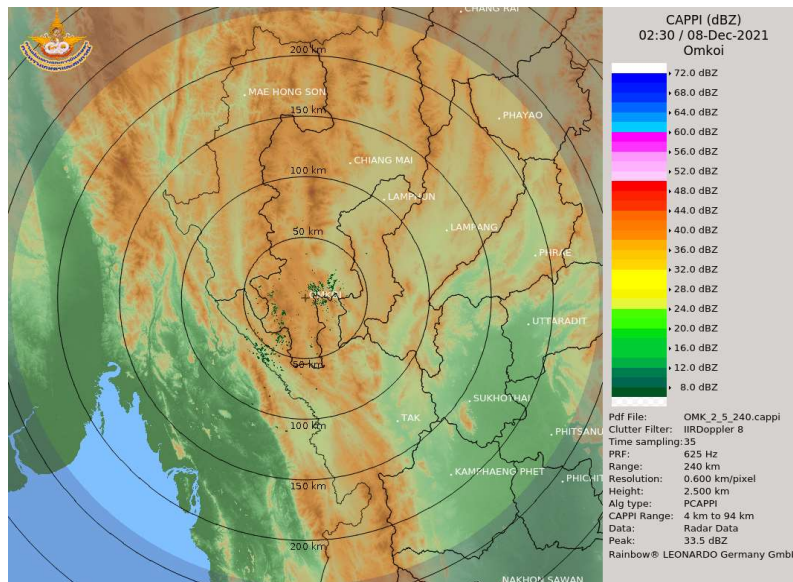 CHANG RAI
200 km
MAE HONG SON
150 km
PHAYAO
CHIANG MAI
100 km
LAMPHUN
50 km
LAMPANG
PHRAE
OMKOI
UTTARADIT
50 km
SUKHOTHAI
100 km
TAK
PHITSANU
KAMPHAENG PHET
PHICHIT
150 km
200 km
NAKHON SAWAN
CAPPI (dBZ)
02:30 / 08-Dec-2021
Omkoi
72.0 dBZ
68.0 dBZ
64.0 dBZ
60.0 dBZ
56.0 dBZ
52.0 dBZ
48.0 dBZ
44.0 dBZ
40.0 dBZ
36.0 dBZ
32.0 dBZ
28.0 dBZ
24.0 dBZ
20.0 dBZ
16.0 dBZ
12.0 dBZ
8.0 dBZ
Pdf File: OMK_2_5_240.cappi
Clutter Filter: IIRDoppler 8
Time sampling:35
PRF: 625 Hz
Range: 240 km
Resolution: 0.600 km/pixel
Height: 2.500 km
Alg type: PCAPPI
CAPPI Range: 4 km to 94 km
Data: Radar Data
Peak: 33.5 dBZ
Rainbow® LEONARDO Germany GmbH